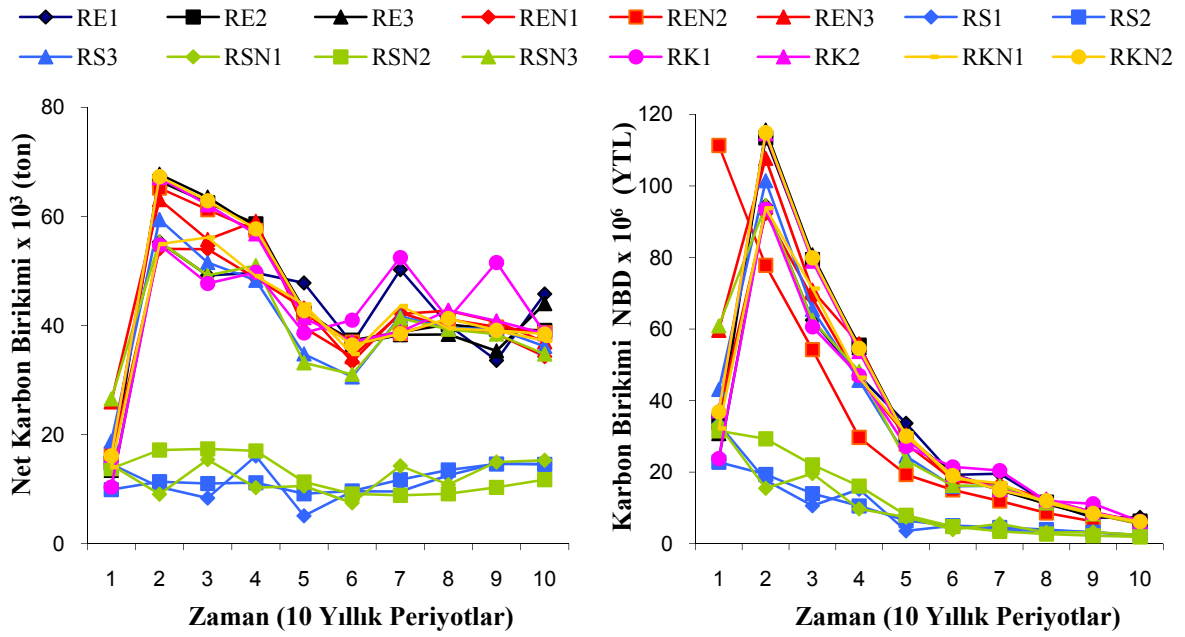 RE1 RE2 RE3 REN1 REN2 REN3 RS1 RS2
RS3 RSN1 RSN2 RSN3 RK1 RK2 RKN1 RKN2
Net Karbon Birikimi x 10³ (ton)
80
60
40
20
0
1 2 3 4 5 6 7 8 9 10
Zaman (10 Yıllık Periyotlar)
Karbon Birikimi NBD x 10⁶ (YTL)
120
100
80
60
40
20
0
1 2 3 4 5 6 7 8 9 10
Zaman (10 Yıllık Periyotlar)